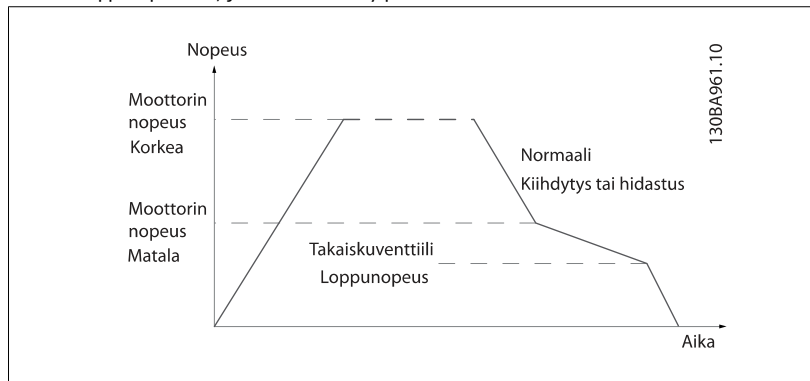 Nopeus
Moottorin
nopeus
Korkea
130BA961.10
Normaali
Kiihdytys tai hidastus
Moottorin
nopeus
Matala
Takaiskuventtiili
Loppunopeus
Aika